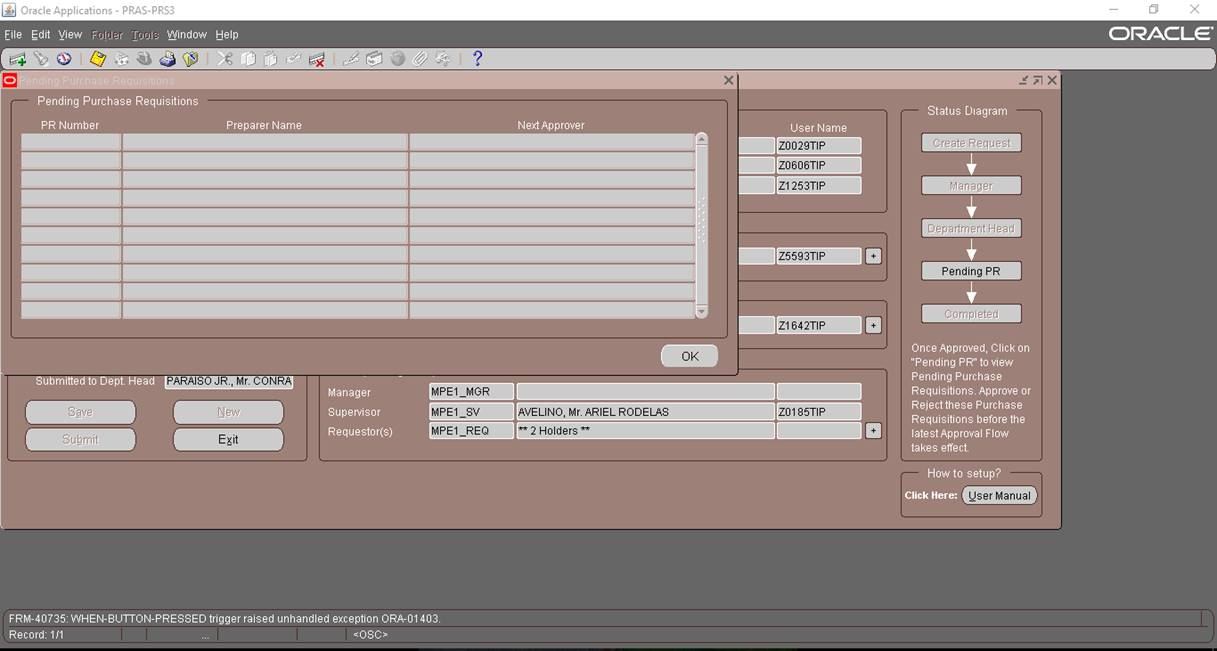 Oracle Applications - PRAS-PRS3
File Edit View Folder Tools Window Help
ORACLE
Pending Purchase Requisitions
Pending Purchase Requisitions
PR Number Preparer Name Next Approver
User Name
Z0029TIP
Z0606TIP
Z1253TIP
Z5593TIP +
Z1642TIP +
OK
Submitted to Dept. Head PARAISO JR., Mr. CONRA
Save New
Submit Exit
Manager MPE1_MGR
Supervisor MPE1_SV AVELINO, Mr. ARIEL RODELAS Z0185TIP
Requestor(s) MPE1_REQ ** 2 Holders ** +
Status Diagram
Create Request
Manager
Department Head
Pending PR
Completed
Once Approved, Click on
"Pending PR" to view
Pending Purchase
Requisitions. Approve or
Reject these Purchase
Requisitions before the
latest Approval Flow
takes effect.
How to setup?
Click Here: User Manual
FRM-40735: WHEN-BUTTON-PRESSED trigger raised unhandled exception ORA-01403.
Record: 1/1 ... <OSC>